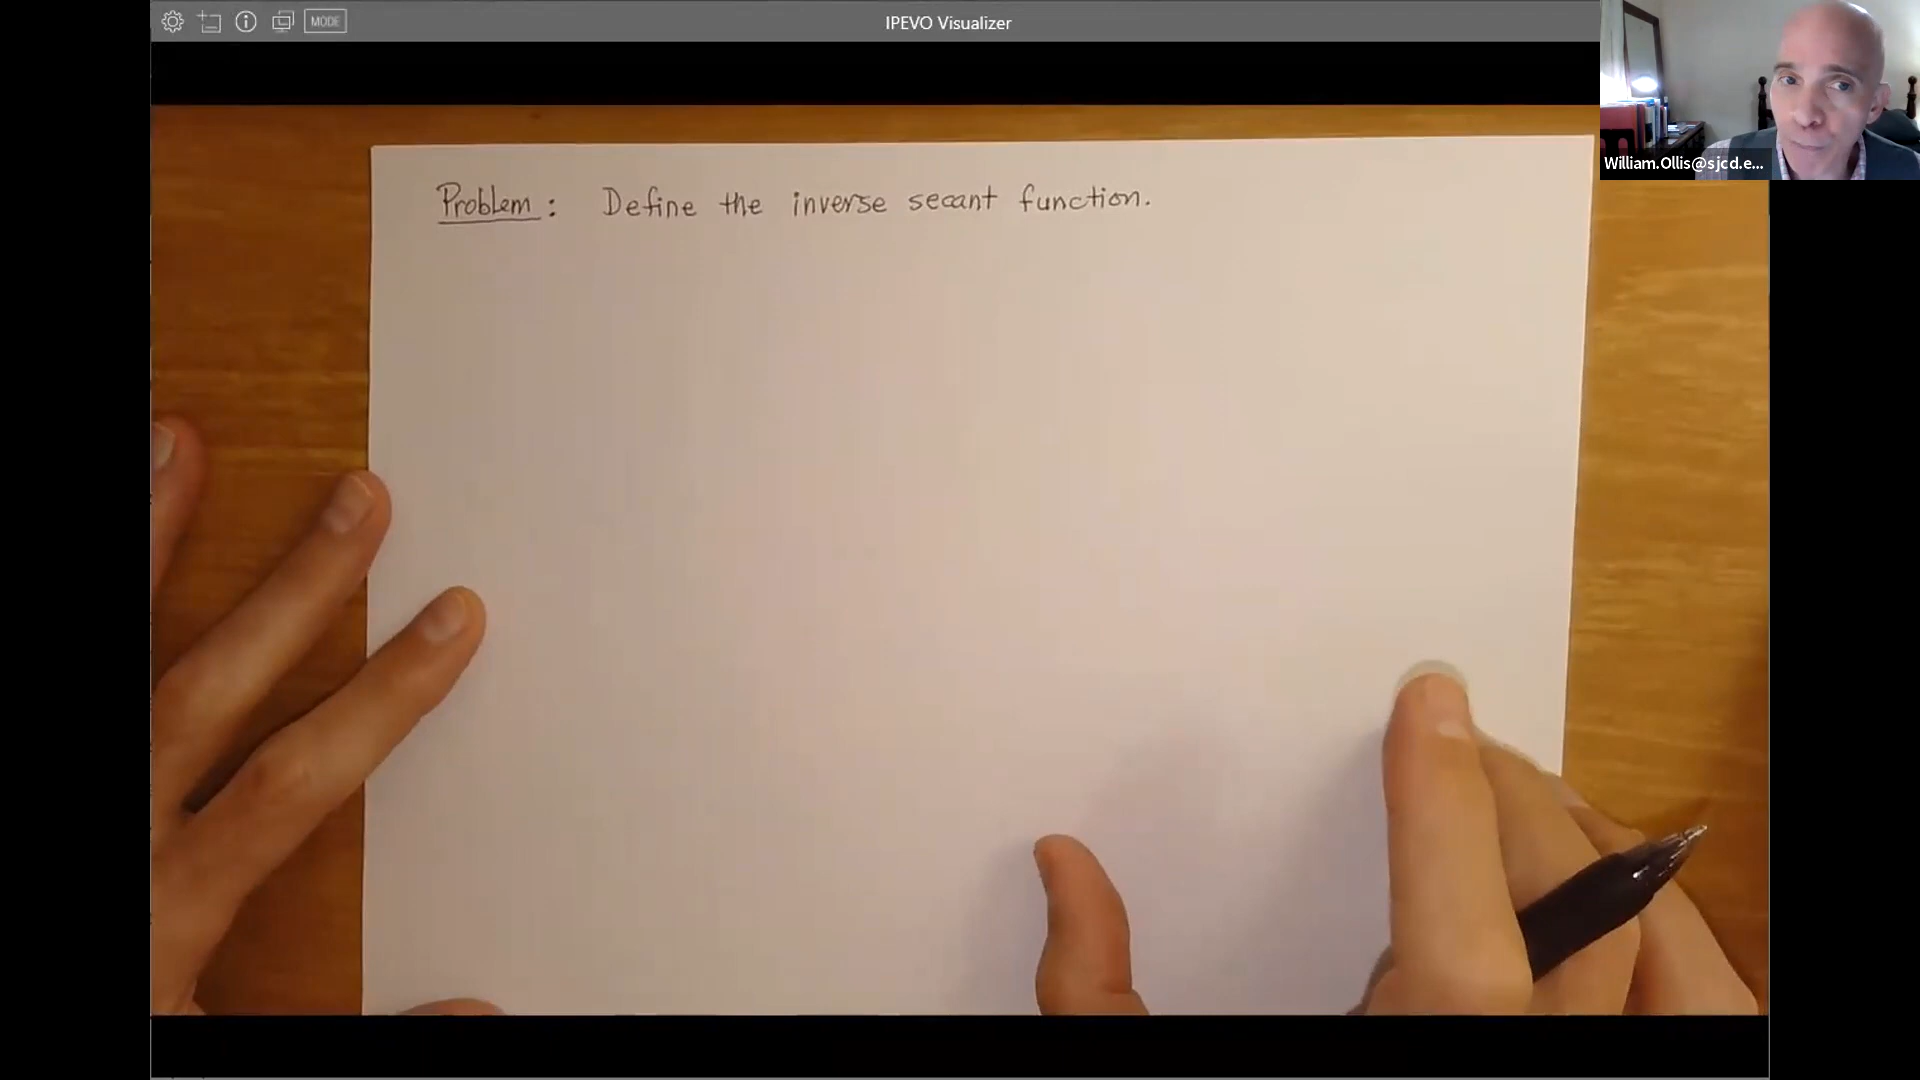 MODE
IPEVO Visualizer
William.Ollis@sjcd.e...
Problem: Define the inverse secant function.